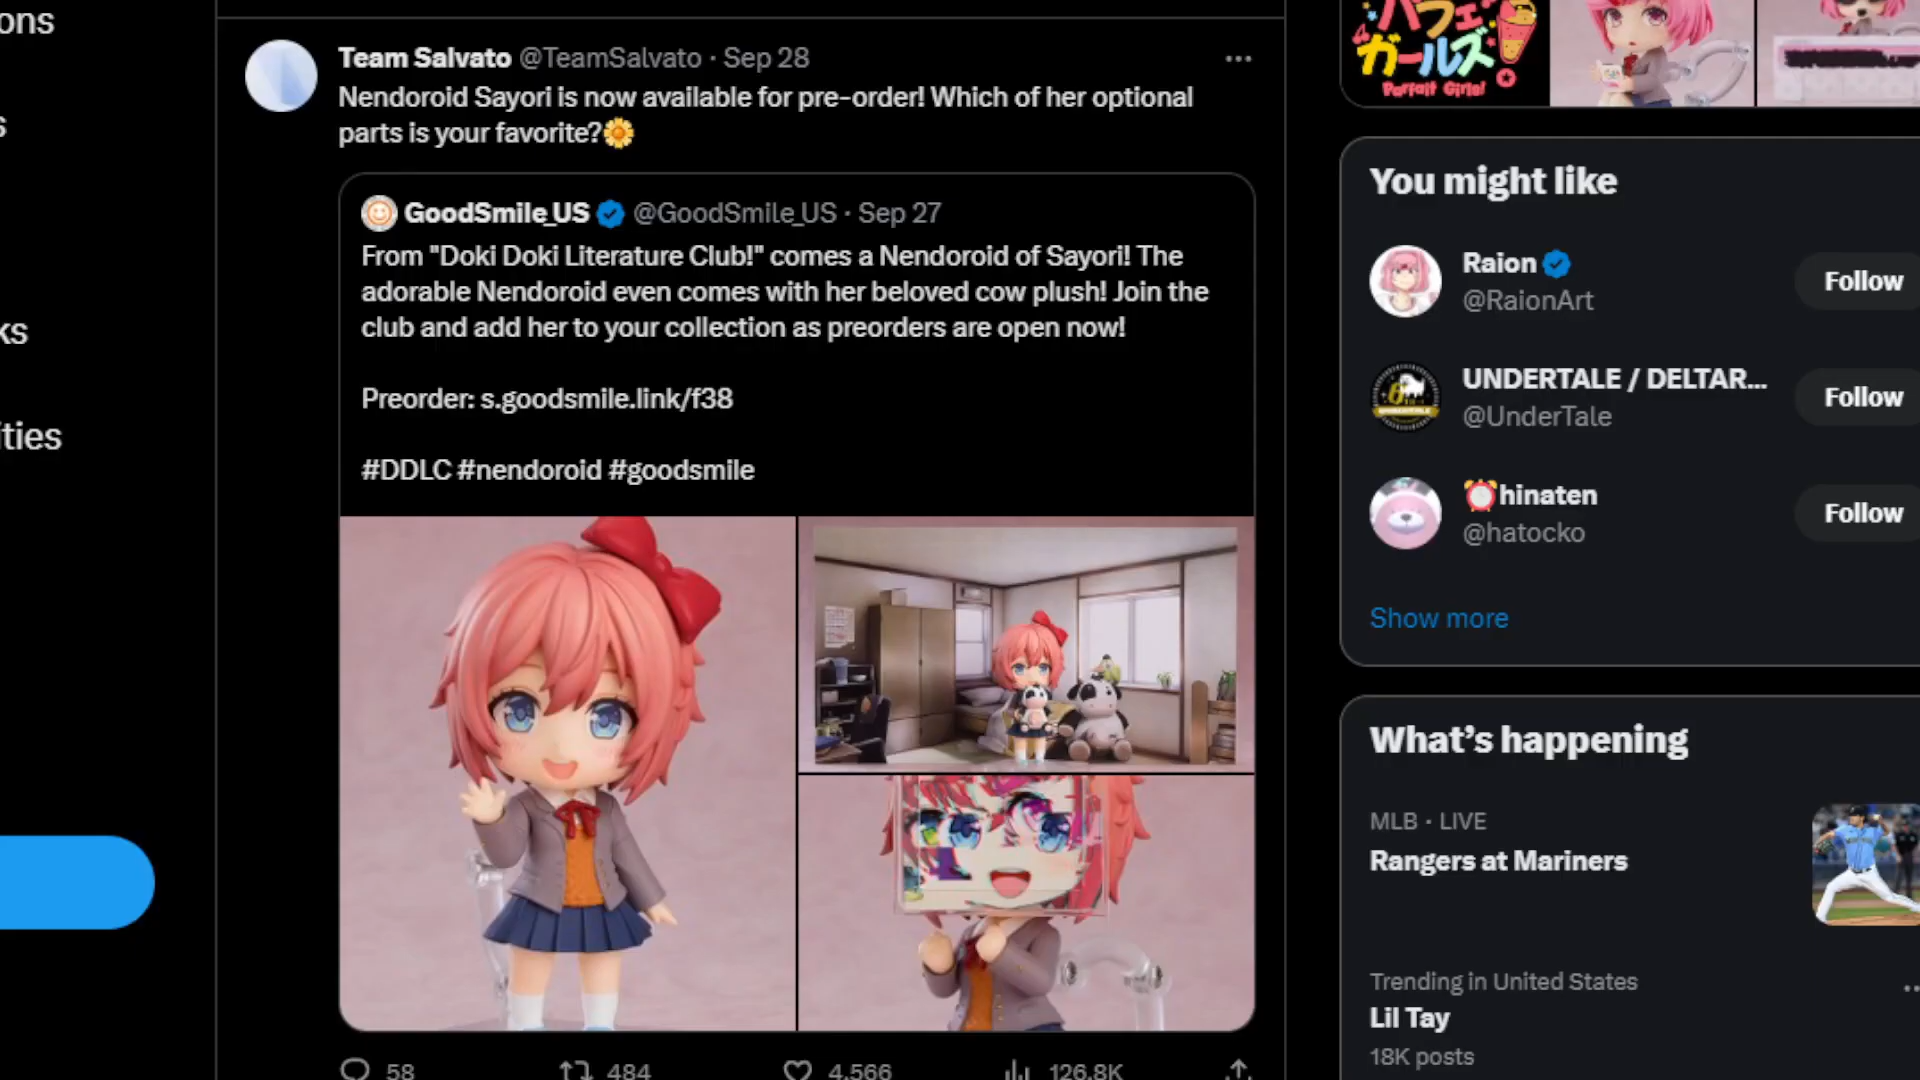 ons
s
ks
ities
Team Salvato @TeamSalvato · Sep 28
Nendoroid Sayori is now available for pre-order! Which of her optional
parts is your favorite?🌼
GoodSmile_US @GoodSmile_US · Sep 27
From "Doki Doki Literature Club!" comes a Nendoroid of Sayori! The
adorable Nendoroid even comes with her beloved cow plush! Join the
club and add her to your collection as preorders are open now!
Preorder: s.goodsmile.link/f38
#DDLC #nendoroid #goodsmile
58 484 4,566 126.8K
パフェ
ガールズ
Parfait Girls!
You might like
Raion
@RaionArt
Follow
UNDERTALE / DELTAR...
@UnderTale
Follow
⏰hinaten
@hatocko
Follow
Show more
What's happening
MLB · LIVE
Rangers at Mariners
Trending in United States
Lil Tay
18K posts